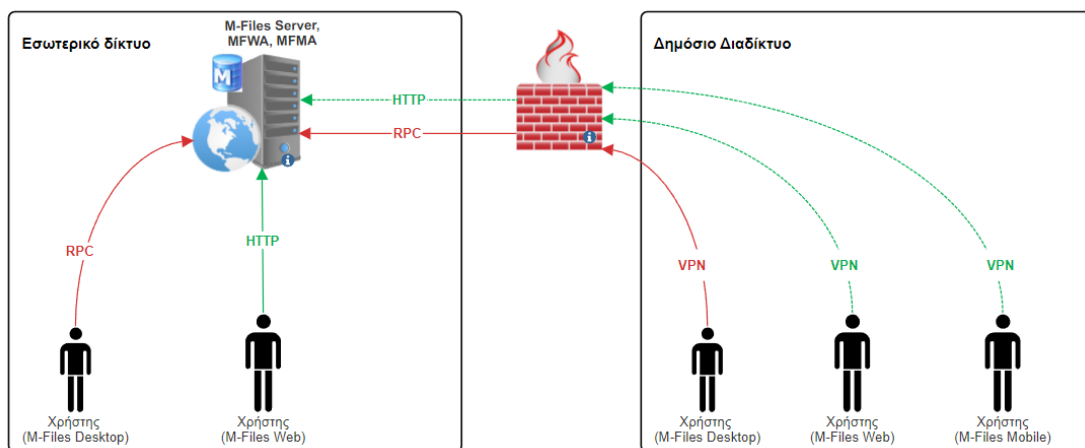 Εσωτερικό δίκτυο
M-Files Server,
MFWA, MFMA
M
HTTP
RPC
RPC
HTTP
Χρήστης
(M-Files Desktop)
Χρήστης
(M-Files Web)
Δημόσιο Διαδίκτυο
VPN
VPN
VPN
Χρήστης
(M-Files Desktop)
Χρήστης
(M-Files Web)
Χρήστης
(M-Files Mobile)